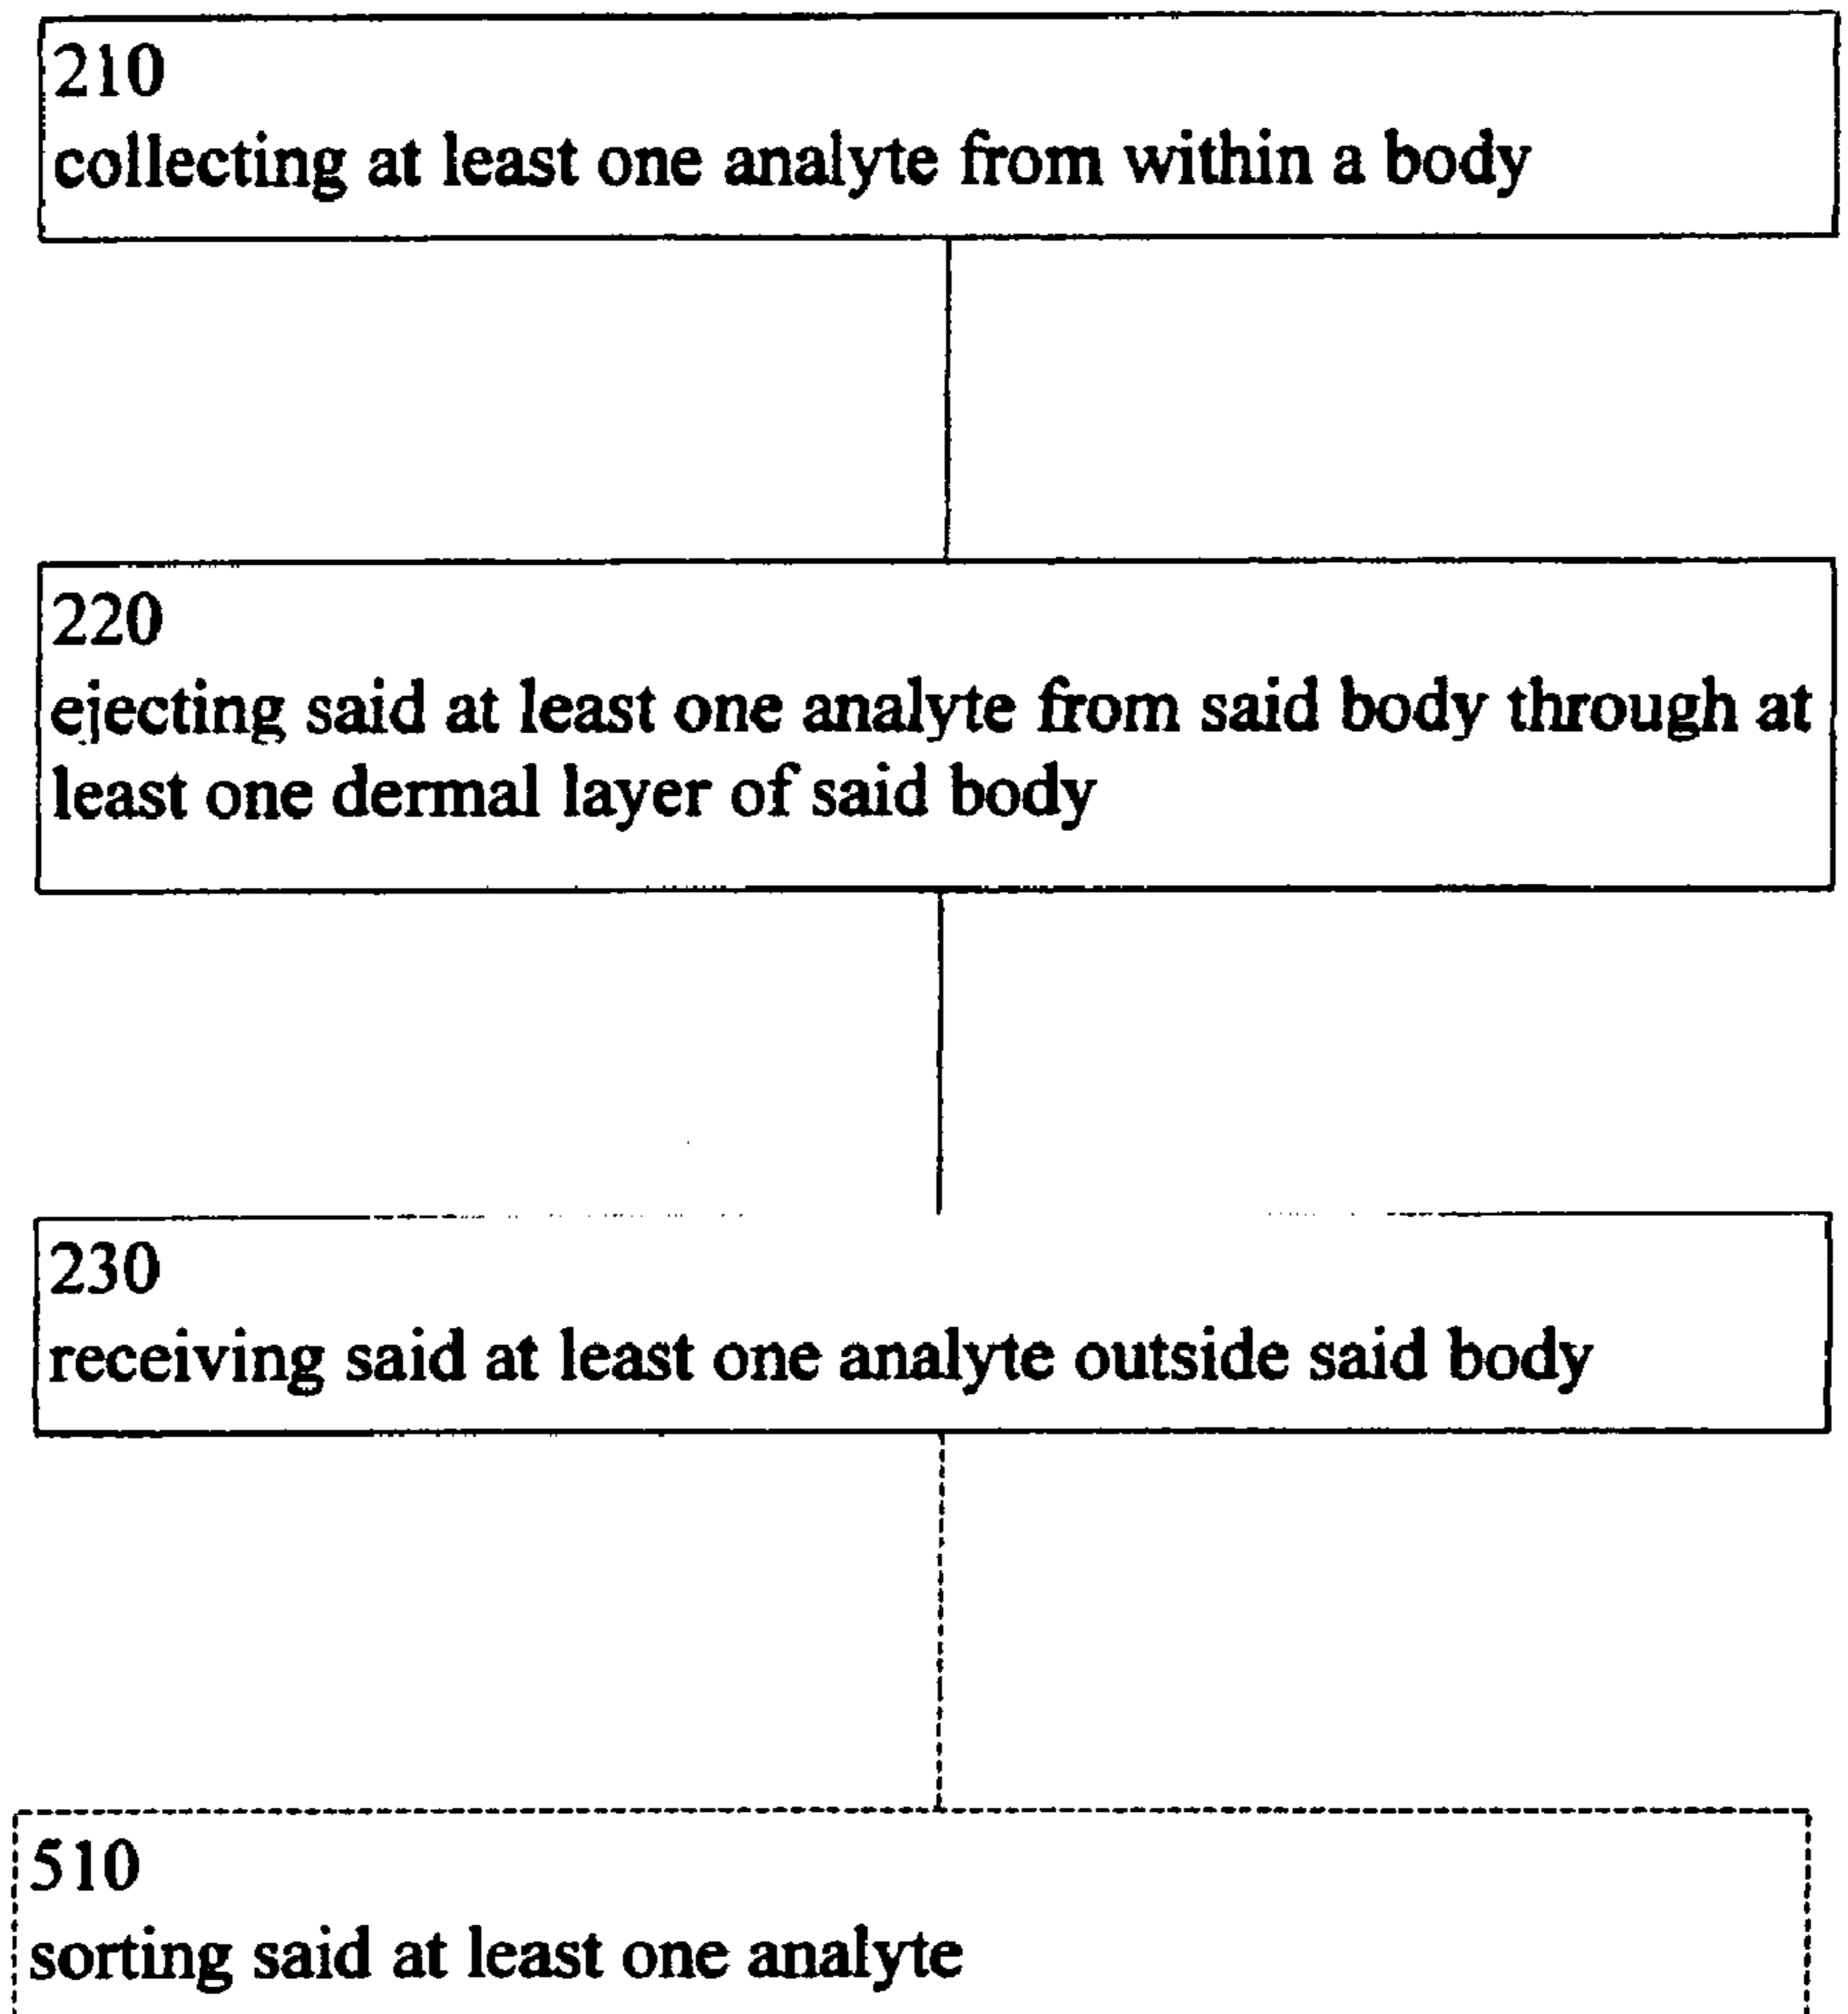 210
collecting at least one analyte from within a body
220
ejecting said at least one analyte from said body through at
least one dermal layer of said body
230
receiving said at least one analyte outside said body
510
sorting said at least one analyte